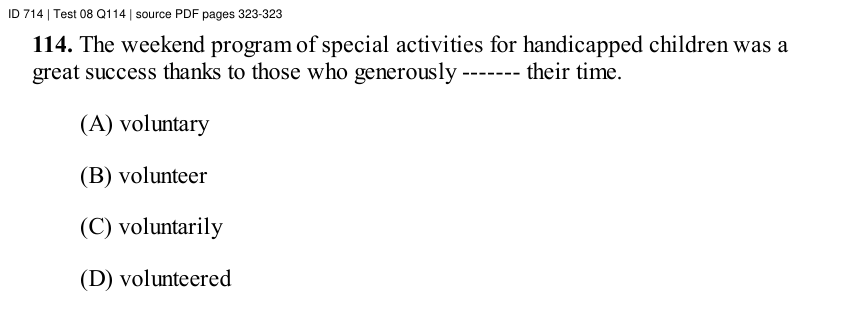 ID 714 | Test 08 Q114 | source PDF pages 323-323
114. The weekend program of special activities for handicapped children was a
great success thanks to those who generously ------- their time.
(A) voluntary
(B) volunteer
(C) voluntarily
(D) volunteered